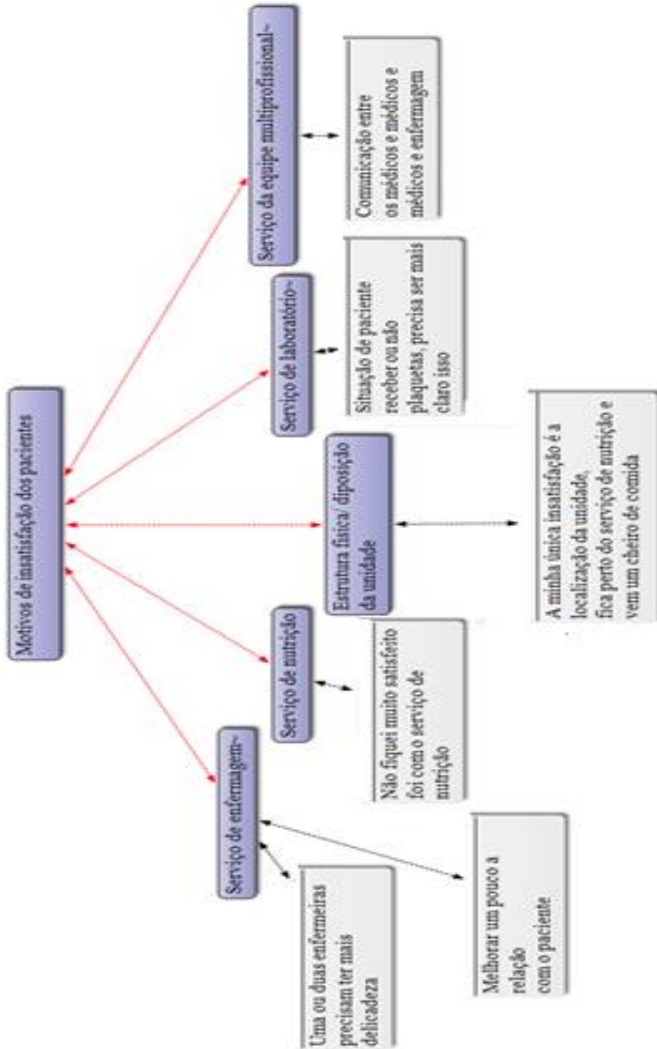 Motivos de insatisfação dos pacientes
Serviço de enfermagem~
Uma ou duas enfermeiras
precisam ter mais
delicadeza
Melhorar um pouco a
relação
com o paciente
Serviço de nutrição
Não fiquei muito satisfeito
foi com o serviço de
nutrição
Estrutura física/ diposição
da unidade
A minha única insatisfação é a
localização da unidade,
fica perto do serviço de nutrição e
vem um cheiro de comida
Serviço de laboratório~
Situação de paciente
receber ou não
plaquetas, precisa ser mais
claro isso
Serviço da equipe multiprofissional~
Comunicação entre
os médicos e médicos e
médicos e enfermagem